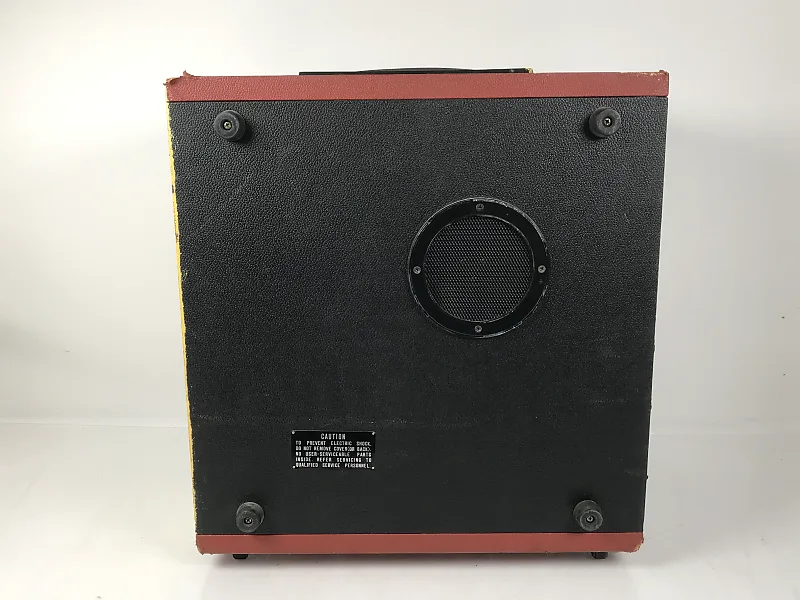 CAUTION
TO PREVENT ELECTRIC SHOCK,
DO NOT REMOVE COVER(OR BACK).
NO USER-SERVICEABLE PARTS
INSIDE REFER SERVICING TO
QUALIFIED SERVICE PERSONNEL.